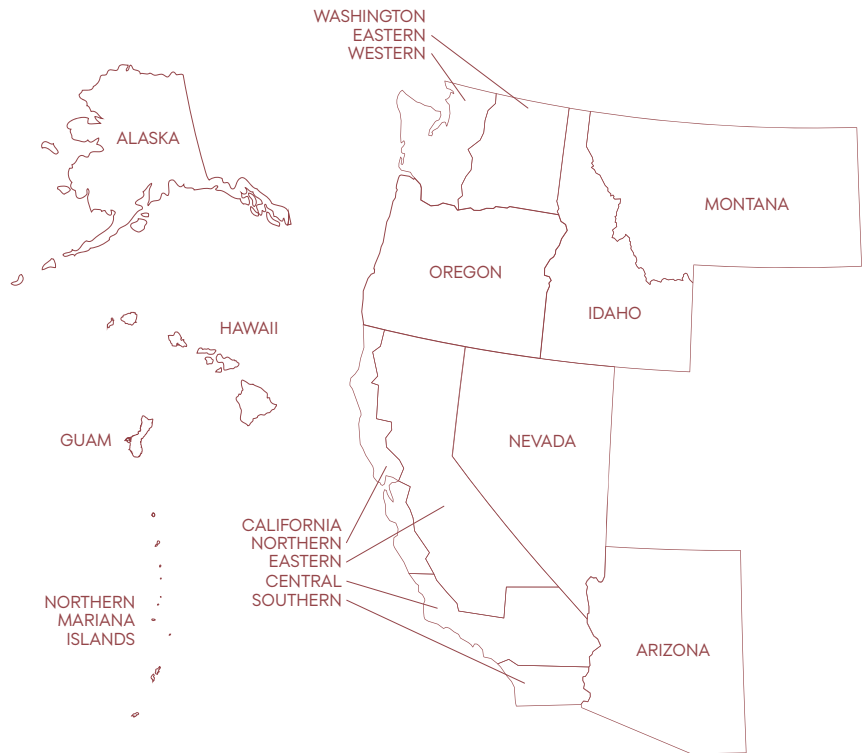 WASHINGTON
EASTERN
WESTERN
ALASKA
MONTANA
OREGON
IDAHO
HAWAII
GUAM
NEVADA
CALIFORNIA
NORTHERN
EASTERN
CENTRAL
SOUTHERN
NORTHERN
MARIANA
ISLANDS
ARIZONA